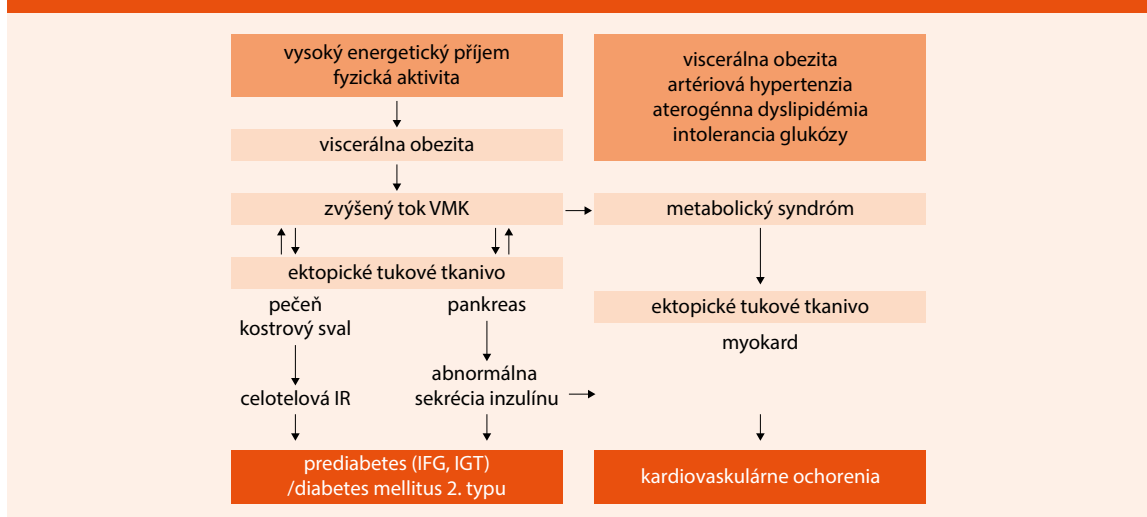 vysoký energetický příjem
fyzická aktivita
viscerálna obezita
zvýšený tok VMK
ektopické tukové tkanivo
pečeň
kostrový sval
pankreas
celotelová IR
abnormálna
sekrécia inzulínu
prediabetes (IFG, IGT)
/diabetes mellitus 2. typu
viscerálna obezita
artériová hypertenzia
aterogénna dyslipidémia
intolerancia glukózy
metabolický syndróm
ektopické tukové tkanivo
myokard
kardiovaskulárne ochorenia